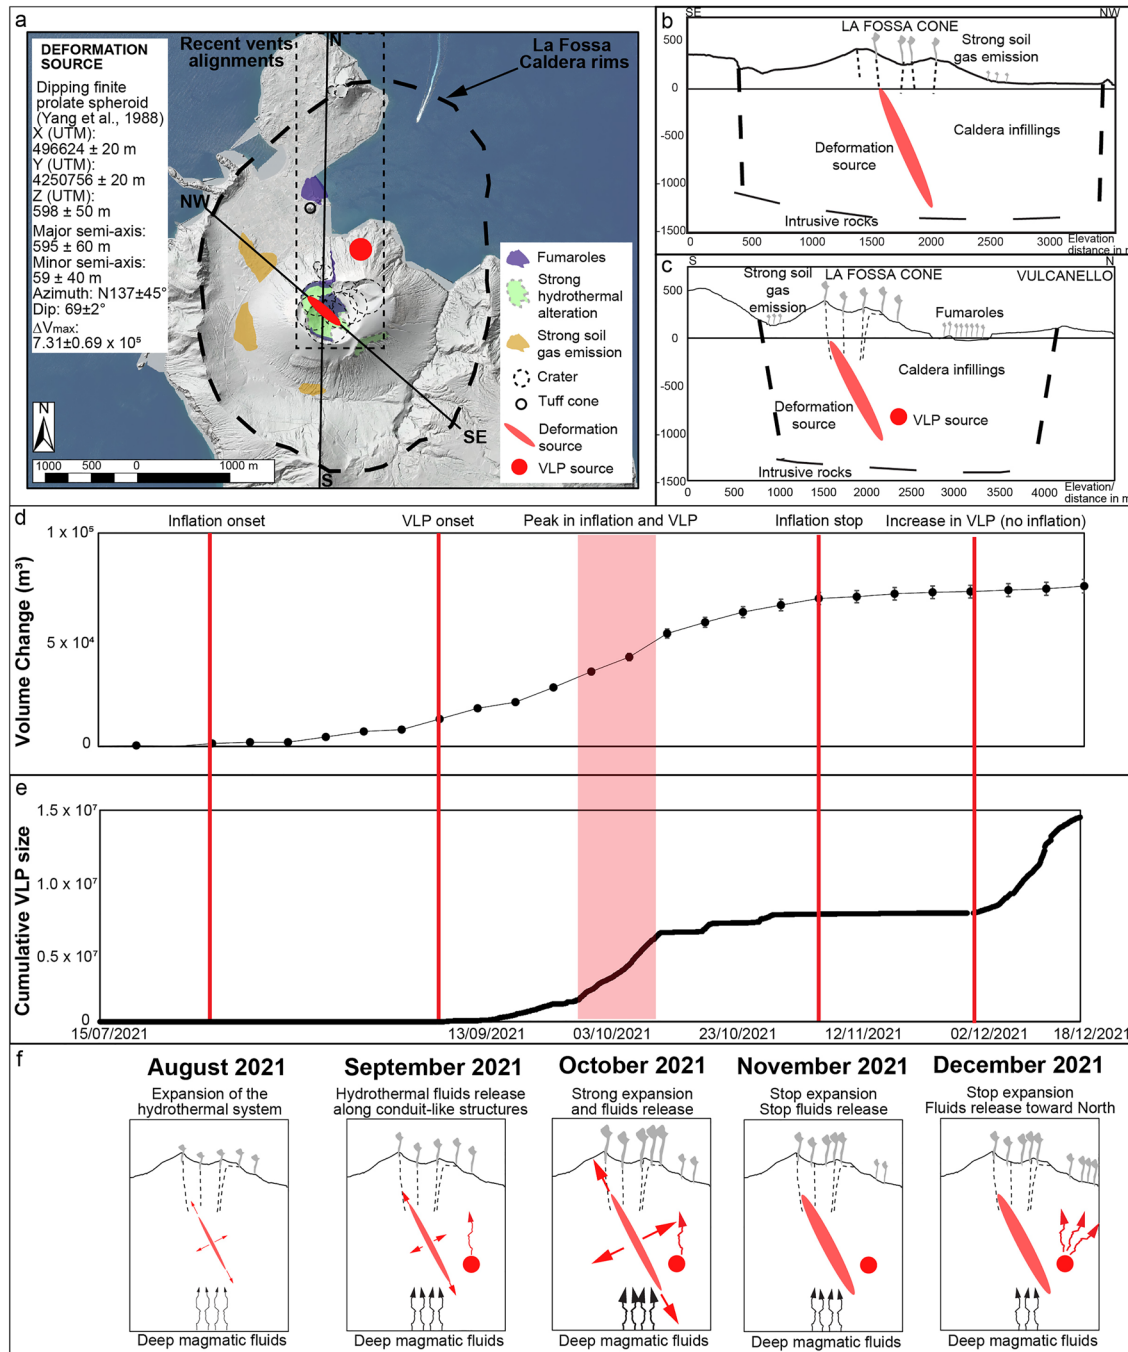 a
DEFORMATION
SOURCE
Dipping finite
prolate spheroid
(Yang et al., 1988)
X (UTM):
496624 ± 20 m
Y (UTM):
4250756 ± 20 m
Z (UTM):
598 ± 50 m
Major semi-axis:
595 ± 60 m
Minor semi-axis:
59 ± 40 m
Azimuth: N137±45°
Dip: 69±2°
ΔVmax:
7.31±0.69 x 10⁵
Recent vents
alignments
N
La Fossa
Caldera rims
NW
SE
S
N
1000 500 0 1000 m
Fumaroles
Strong
hydrothermal
alteration
Strong soil
gas emission
Crater
Tuff cone
Deformation
source
VLP source
b
SE
NW
LA FOSSA CONE
Strong soil
gas emission
500
0
-500
-1000
-1500
Deformation
source
Caldera infillings
Intrusive rocks
0 500 1000 1500 2000 3000
Elevation
distance in m
c
S
N
Strong soil
gas
emission
LA FOSSA CONE
VULCANELLO
Fumaroles
500
0
-500
-1000
-1500
Caldera infillings
Deformation
source
VLP source
Intrusive rocks
0 500 1000 1500 2000 2500 3000 3500 4000
Elevation/
distance in m
d
Inflation onset
VLP onset
Peak in inflation and VLP
Inflation stop
Increase in VLP (no inflation)
Volume Change (m³)
1 x 10⁵
5 x 10⁴
0
e
Cumulative VLP size
1.5 x 10⁷
1.0 x 10⁷
0.5 x 10⁷
0
15/07/2021 13/09/2021 03/10/2021 23/10/2021 12/11/2021 02/12/2021 18/12/2021
f
August 2021
Expansion of the
hydrothermal system
Deep magmatic fluids
September 2021
Hydrothermal fluids release
along conduit-like structures
Deep magmatic fluids
October 2021
Strong expansion
and fluids release
Deep magmatic fluids
November 2021
Stop expansion
Stop fluids release
Deep magmatic fluids
December 2021
Stop expansion
Fluids release toward North
Deep magmatic fluids